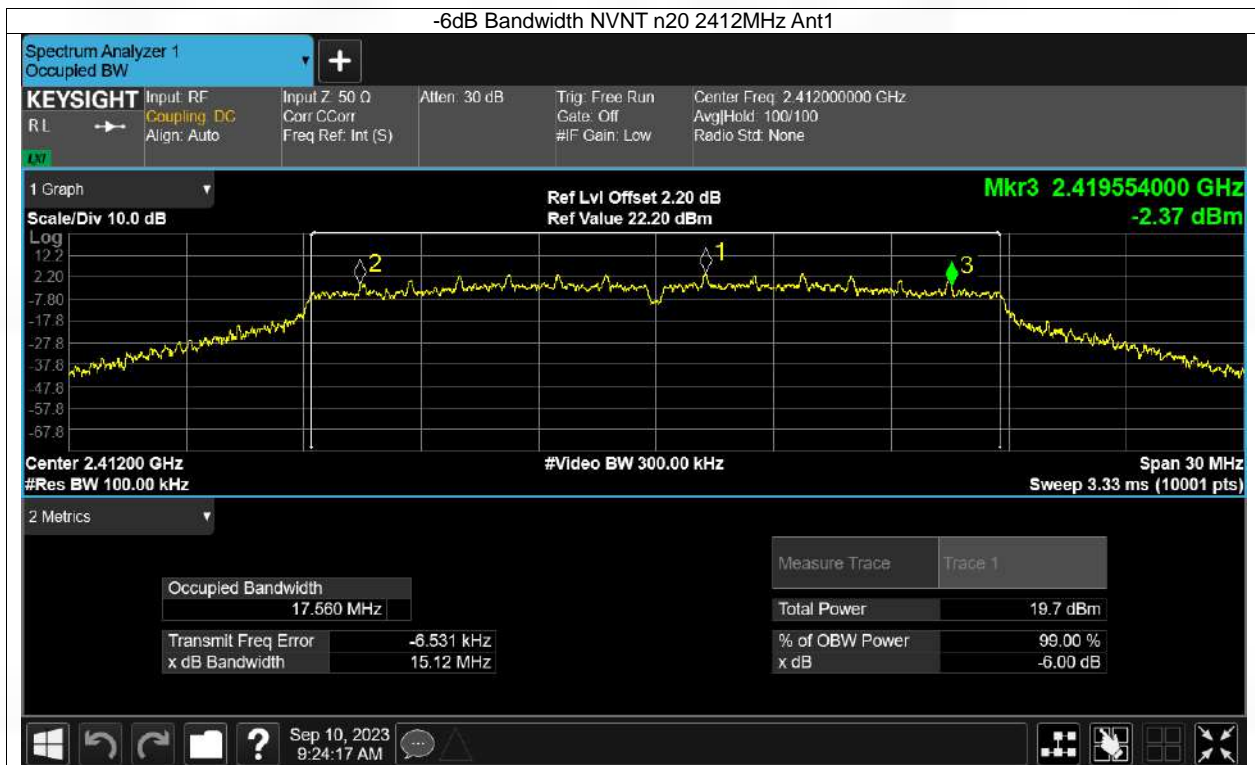 -6dB Bandwidth NVNT n20 2412MHz Ant1
Spectrum Analyzer 1
Occupied BW
+
KEYSIGHT Input: RF Input Z: 50 Ω Atten: 30 dB Trig: Free Run Center Freq: 2.412000000 GHz
RL Coupling: DC Corr CCorr Gate: Off Avg|Hold: 100/100
Align: Auto Freq Ref: Int (S) #IF Gain: Low Radio Std: None
LXI
1 Graph
Ref Lvl Offset 2.20 dB Mkr3 2.419554000 GHz
Scale/Div 10.0 dB Ref Value 22.20 dBm -2.37 dBm
Log
12.2
2.20
-7.80
-17.8
-27.8
-37.8
-47.8
-57.8
-67.8
2 1 3
Center 2.41200 GHz #Video BW 300.00 kHz Span 30 MHz
#Res BW 100.00 kHz Sweep 3.33 ms (10001 pts)
2 Metrics
Measure Trace Trace 1
Occupied Bandwidth
17.560 MHz Total Power 19.7 dBm
Transmit Freq Error -6.531 kHz % of OBW Power 99.00 %
x dB Bandwidth 15.12 MHz x dB -6.00 dB
? Sep 10, 2023
9:24:17 AM